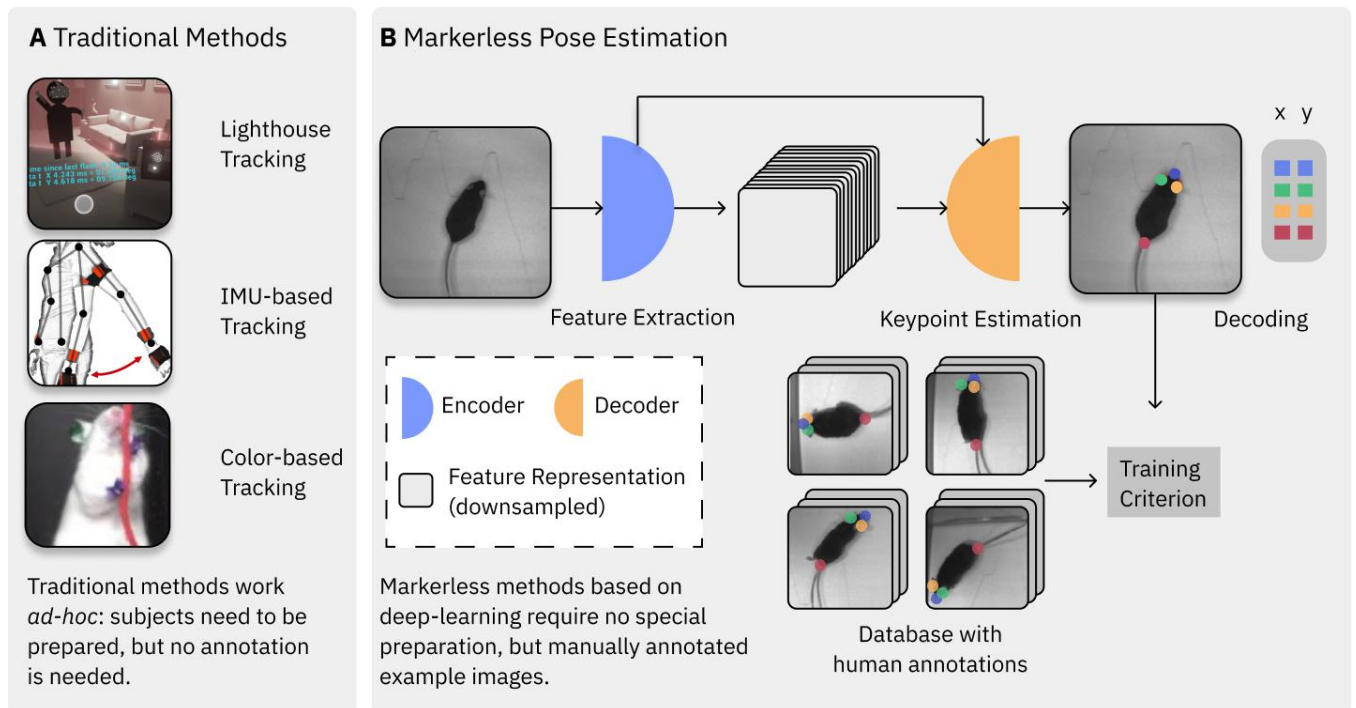 A Traditional Methods
Lighthouse
Tracking
IMU-based
Tracking
Color-based
Tracking
Traditional methods work
ad-hoc: subjects need to be
prepared, but no annotation
is needed.
B Markerless Pose Estimation
x y
Feature Extraction
Keypoint Estimation
Decoding
Encoder
Decoder
Feature Representation
(downsampled)
Training
Criterion
Markerless methods based on
deep-learning require no special
preparation, but manually annotated
example images.
Database with
human annotations